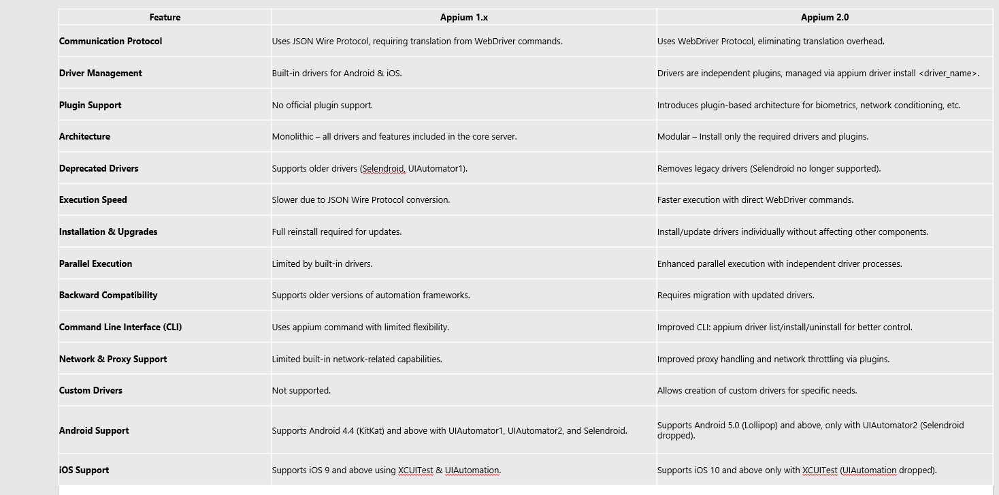 Feature Appium 1.x Appium 2.0
Communication Protocol Uses JSON Wire Protocol, requiring translation from WebDriver commands. Uses WebDriver Protocol, eliminating translation overhead.
Driver Management Built-in drivers for Android & iOS. Drivers are independent plugins, managed via appium driver install <driver_name>.
Plugin Support No official plugin support. Introduces plugin-based architecture for biometrics, network conditioning, etc.
Architecture Monolithic – all drivers and features included in the core server. Modular – Install only the required drivers and plugins.
Deprecated Drivers Supports older drivers (Selendroid, UIAutomator1). Removes legacy drivers (Selendroid no longer supported).
Execution Speed Slower due to JSON Wire Protocol conversion. Faster execution with direct WebDriver commands.
Installation & Upgrades Full reinstall required for updates. Install/update drivers individually without affecting other components.
Parallel Execution Limited by built-in drivers. Enhanced parallel execution with independent driver processes.
Backward Compatibility Supports older versions of automation frameworks. Requires migration with updated drivers.
Command Line Interface (CLI) Uses appium command with limited flexibility. Improved CLI: appium driver list/install/uninstall for better control.
Network & Proxy Support Limited built-in network-related capabilities. Improved proxy handling and network throttling via plugins.
Custom Drivers Not supported. Allows creation of custom drivers for specific needs.
Android Support Supports Android 4.4 (KitKat) and above with UIAutomator1, UIAutomator2, and Selendroid. Supports Android 5.0 (Lollipop) and above, only with UIAutomator2 (Selendroid
dropped).
iOS Support Supports iOS 9 and above using XCUITest & UIAutomation. Supports iOS 10 and above only with XCUITest (UIAutomation dropped).